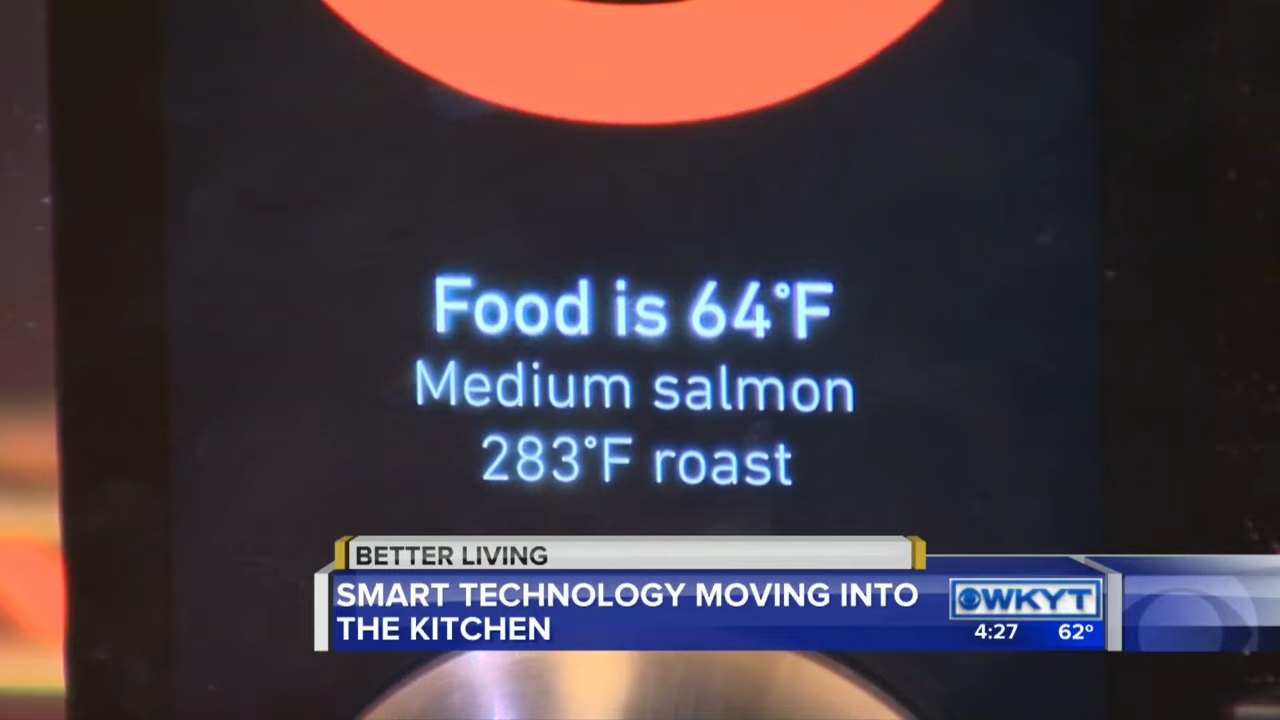 Food is 64°F
Medium salmon
283°F roast
BETTER LIVING
SMART TECHNOLOGY MOVING INTO
THE KITCHEN
WKYT
4:27 62°